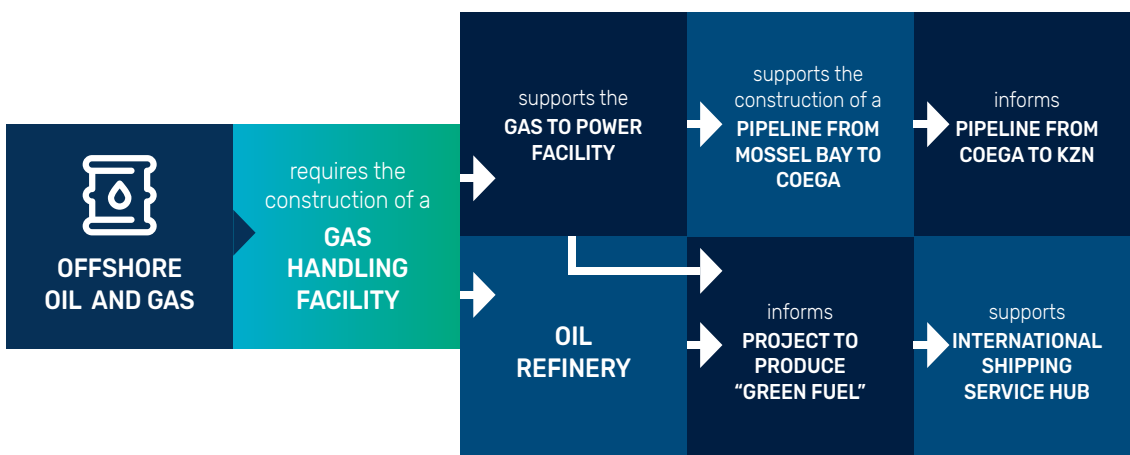 OFFSHORE
OIL AND GAS
requires the
construction of a
GAS
HANDLING
FACILITY
supports the
GAS TO POWER
FACILITY
supports the
construction of a
PIPELINE FROM
MOSSEL BAY TO
COEGA
informs
PIPELINE FROM
COEGA TO KZN
OIL
REFINERY
informs
PROJECT TO
PRODUCE
“GREEN FUEL”
supports
INTERNATIONAL
SHIPPING
SERVICE HUB